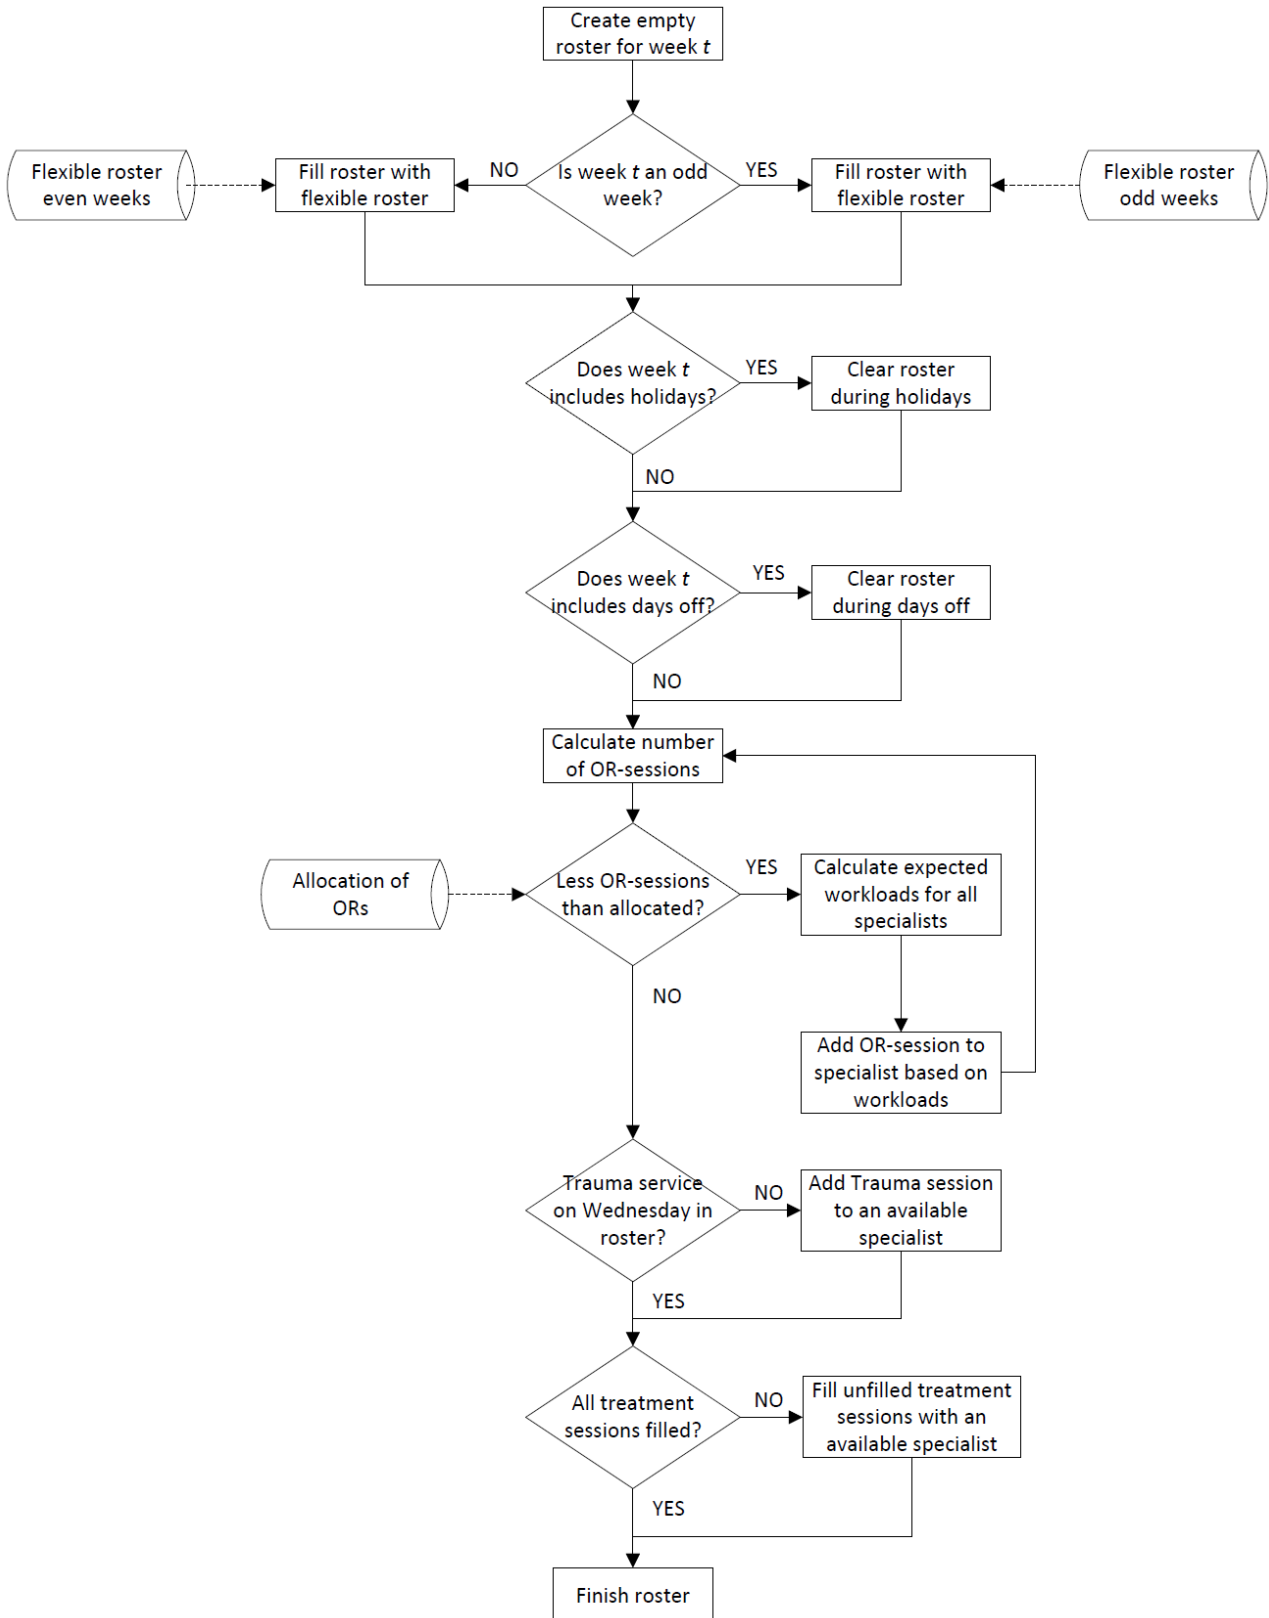 Create empty
roster for week t
Flexible roster
even weeks
Fill roster with
flexible roster
NO
Is week t an odd
week?
YES
Fill roster with
flexible roster
Flexible roster
odd weeks
Does week t
includes holidays?
YES
Clear roster
during holidays
NO
Does week t
includes days off?
YES
Clear roster
during days off
NO
Calculate number
of OR-sessions
Allocation of
ORs
Less OR-sessions
than allocated?
YES
Calculate expected
workloads for all
specialists
NO
Add OR-session to
specialist based on
workloads
Trauma service
on Wednesday in
roster?
NO
Add Trauma session
to an available
specialist
YES
All treatment
sessions filled?
NO
Fill unfilled treatment
sessions with an
available specialist
YES
Finish roster